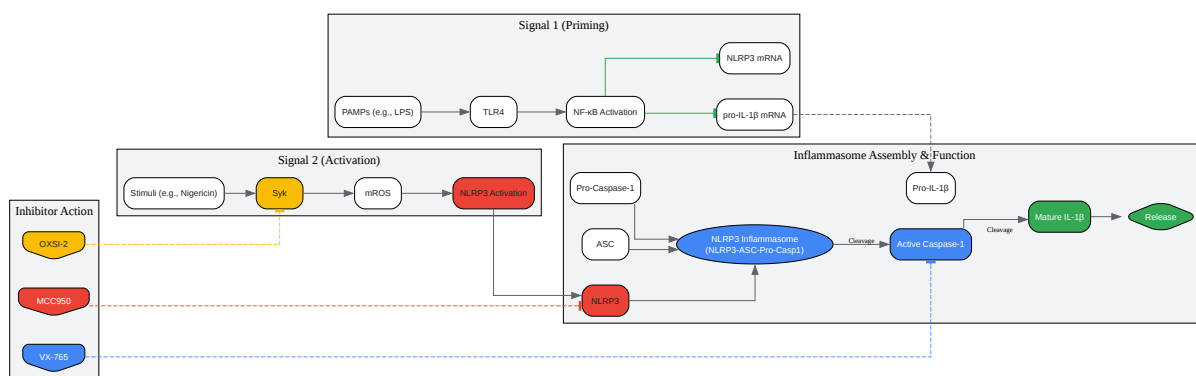 Signal 1 (Priming)
NLRP3 mRNA
PAMPs (e.g., LPS)
TLR4
NF-κB Activation
pro-IL-1β mRNA
Signal 2 (Activation)
Stimuli (e.g., Nigericin)
Syk
mROS
NLRP3 Activation
Inflammasome Assembly & Function
Pro-Caspase-1
Pro-IL-1β
ASC
NLRP3 Inflammasome
(NLRP3-ASC-Pro-Casp1)
Cleavage
Active Caspase-1
Cleavage
Mature IL-1β
Release
NLRP3
Inhibitor Action
OXSI-2
MCC950
VX-765